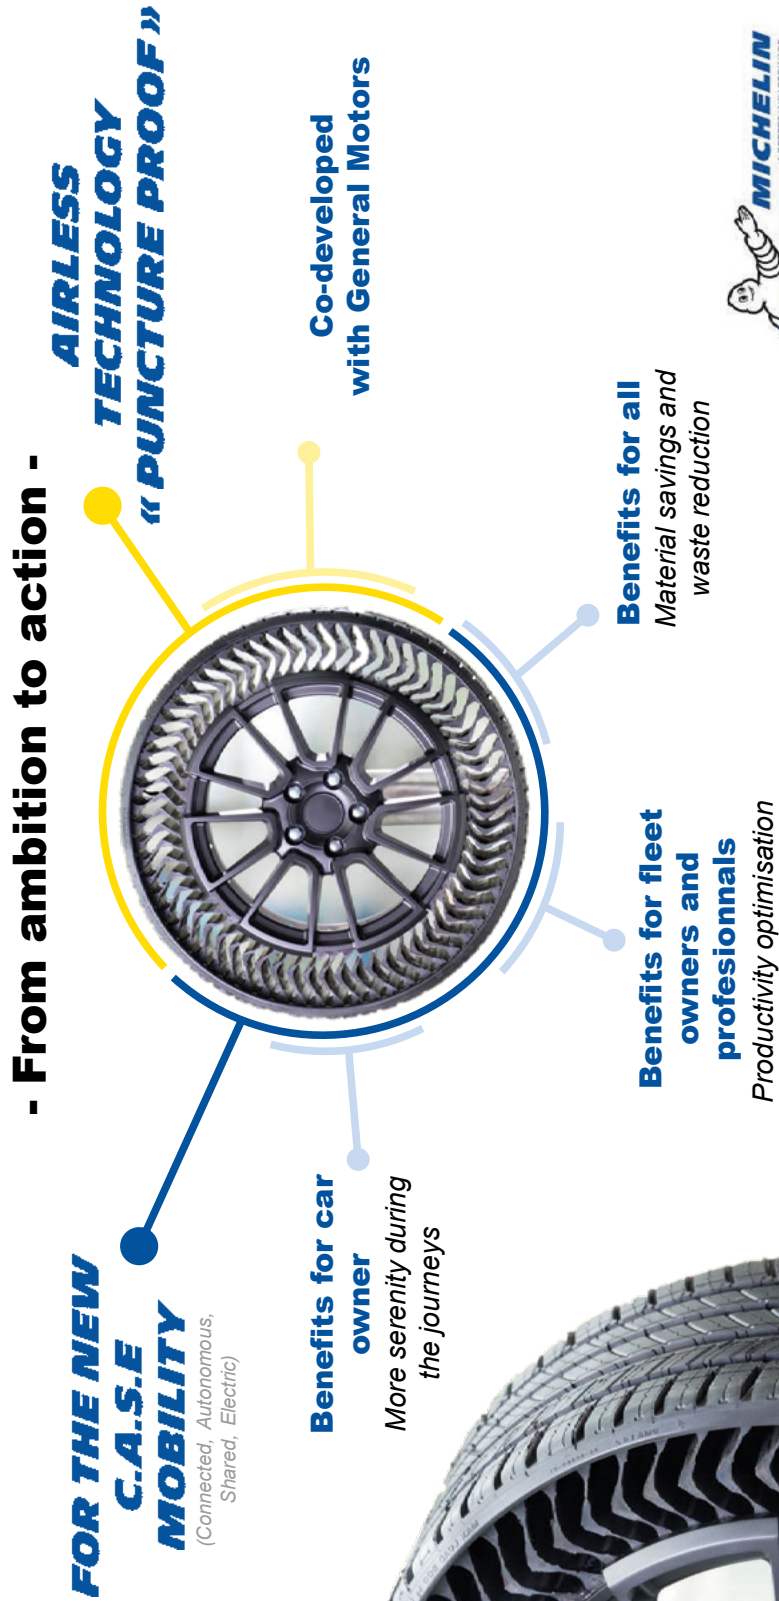 - From ambition to action -
FOR THE NEW
C.A.S.E
MOBILITY
(Connected, Autonomous,
Shared, Electric)
AIRLESS
TECHNOLOGY
« PUNCTURE PROOF »
Benefits for car
owner
More serenity during
the journeys
Co-developed
with General Motors
Benefits for fleet
owners and
profesionnals
Productivity optimisation
Benefits for all
Material savings and
waste reduction
MICHELIN